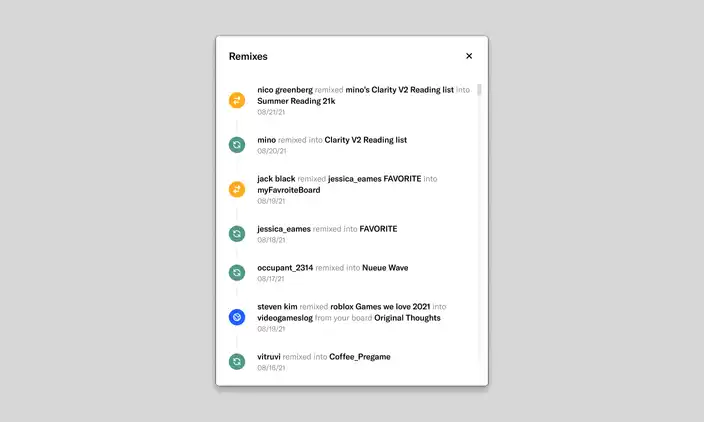 Remixes
nico greenberg remixed mino's Clarity V2 Reading list into
Summer Reading 21k
08/21/21
mino remixed into Clarity V2 Reading list
08/20/21
jack black remixed jessica_eames FAVORITE into
myFavroiteBoard
08/19/21
jessica_eames remixed into FAVORITE
08/18/21
occupant_2314 remixed into Nueue Wave
08/17/21
steven kim remixed roblox Games we love 2021 into
videogameslog from your board Original Thoughts
08/19/21
vitruvi remixed into Coffee_Pregame
08/16/21